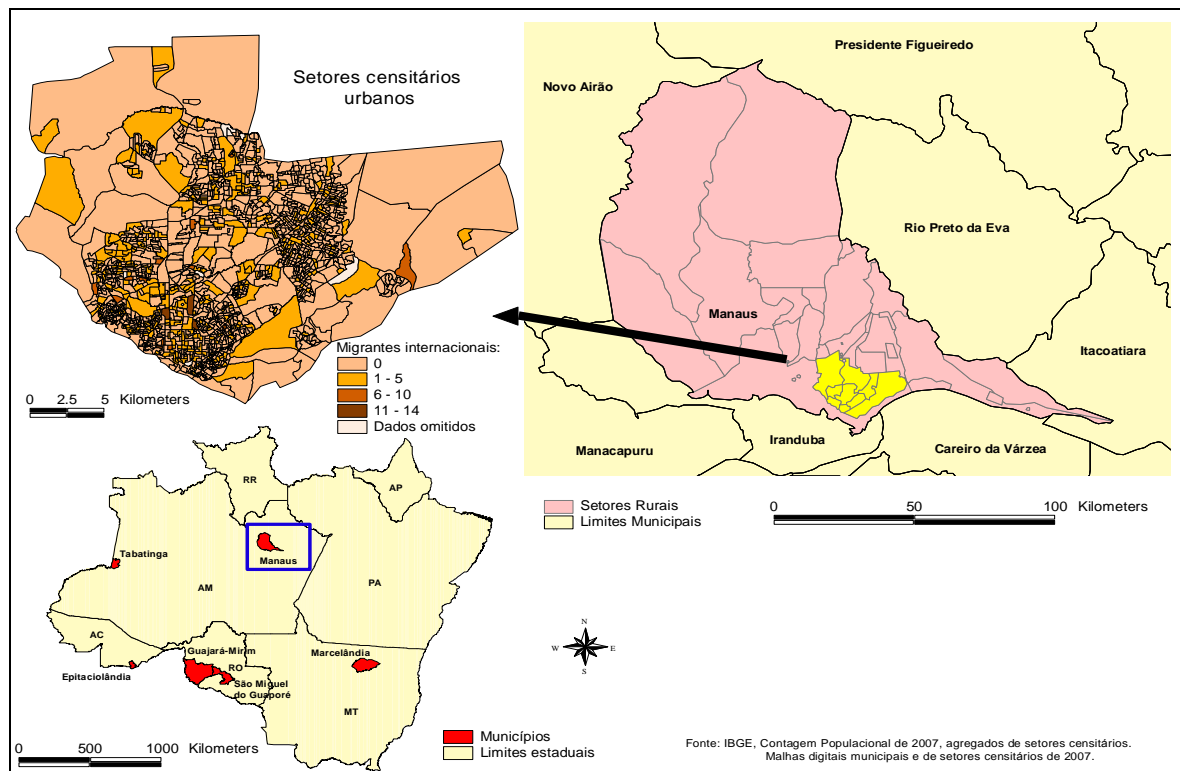 Setores censitários
urbanos
Migrantes internacionais:
0
1 - 5
6 - 10
11 - 14
Dados omitidos
0 2.5 5 Kilometers
Presidente Figueiredo
Novo Airão
Rio Preto da Eva
Manaus
Itacoatiara
Iranduba
Manacapuru
Careiro da Várzea
Setores Rurais
Limites Municipais
0 50 100 Kilometers
RR
AP
Tabatinga
Manaus
AM
PA
AC
Guajará-Mirim
Marcelândia
RO
Epitaciolândia
São Miguel
do Guaporé
MT
Municípios
Limites estaduais
0 500 1000 Kilometers
N
W E
S
Fonte: IBGE, Contagem Populacional de 2007, agregados de setores censitários.
Malhas digitais municipais e de setores censitários de 2007.